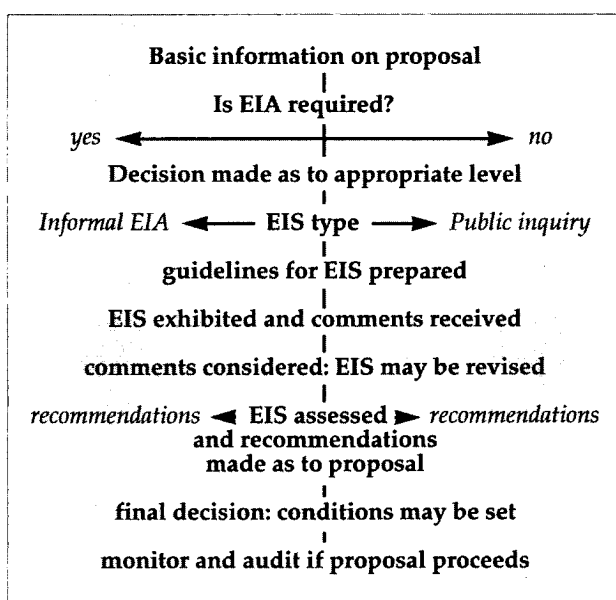 Basic information on proposal
Is EIA required?
yes no
Decision made as to appropriate level
Informal EIA EIS type Public inquiry
guidelines for EIS prepared
EIS exhibited and comments received
comments considered: EIS may be revised
recommendations EIS assessed recommendations
and recommendations
made as to proposal
final decision: conditions may be set
monitor and audit if proposal proceeds